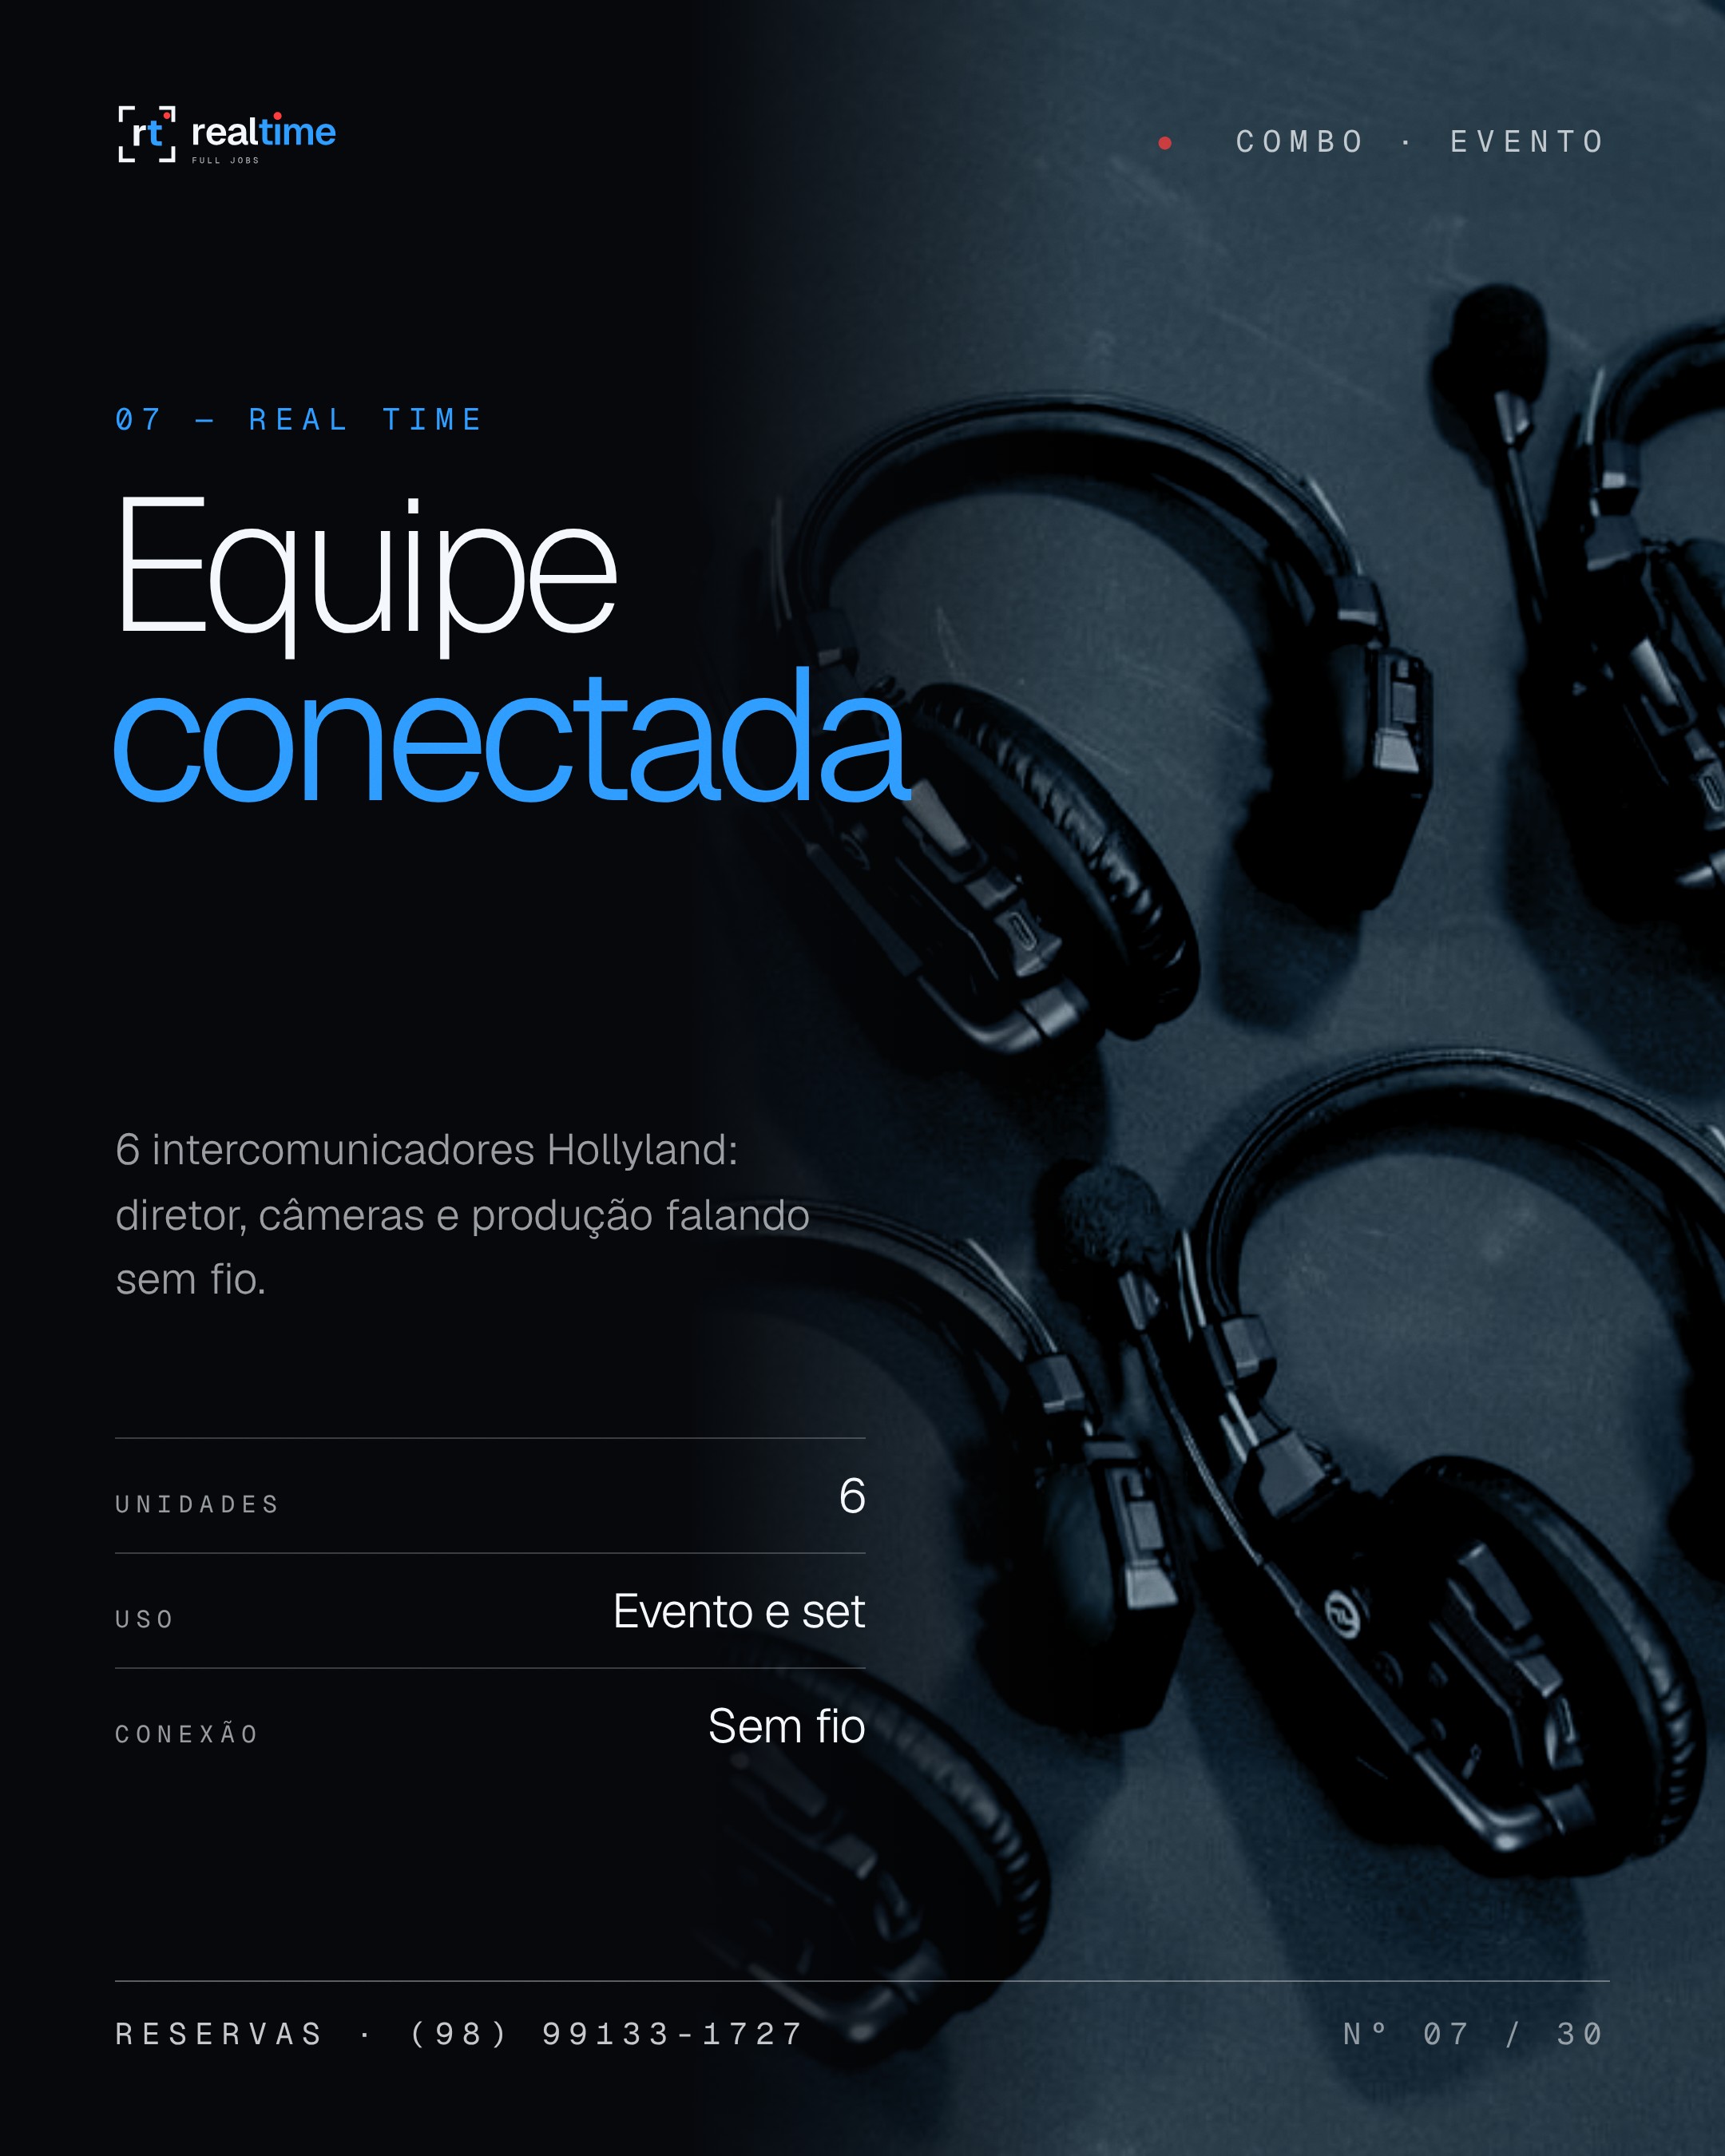 rt realtime
FULL JOBS
COMBO · EVENTO
07 — REAL TIME
Equipe
conectada
6 intercomunicadores Hollyland:
diretor, câmeras e produção falando
sem fio.
UNIDADES 6
USO Evento e set
CONEXÃO Sem fio
RESERVAS · (98) 99133-1727
Nº 07 / 30